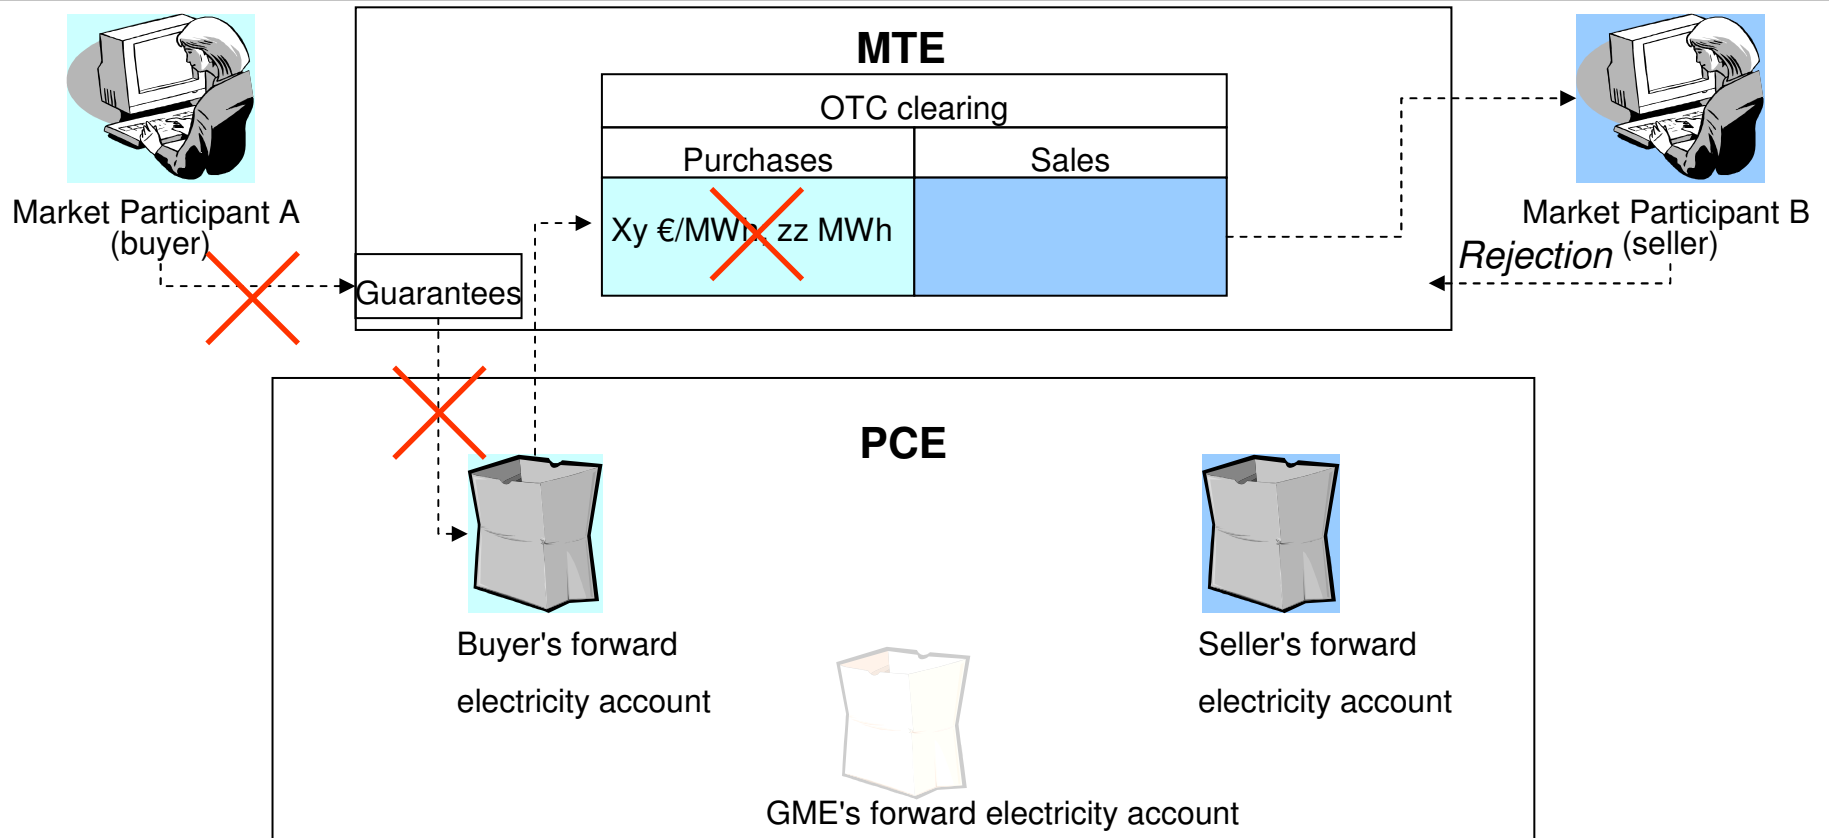 MTE
OTC clearing
Purchases
Sales
Xy €/MWh, zz MWh
Market Participant A
(buyer)
Guarantees
Market Participant B
(seller)
Rejection
PCE
Buyer's forward
electricity account
Seller's forward
electricity account
GME's forward electricity account